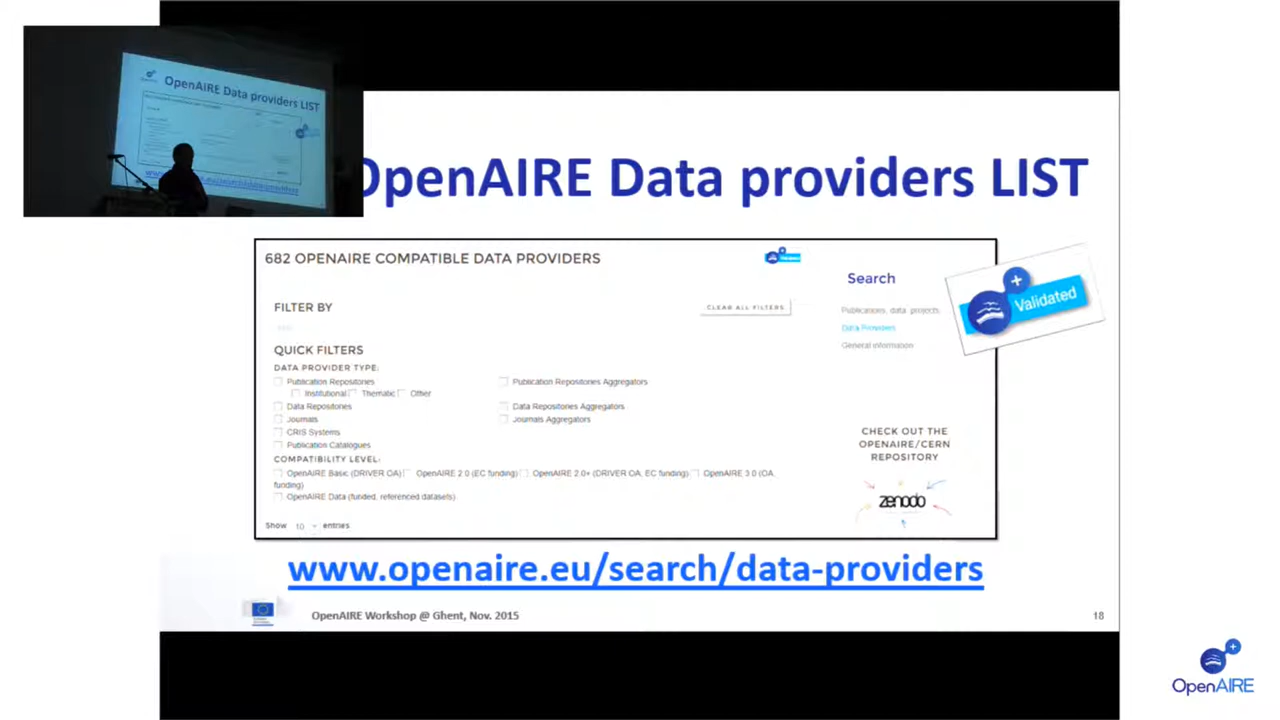 OpenAIRE Data providers LIST
OpenAIRE Data providers LIST
682 OPENAIRE COMPATIBLE DATA PROVIDERS
Validated
FILTER BY
CLEAR ALL FILTERS
Search
Publications, data, projects,
Data Providers
General information
QUICK FILTERS
DATA PROVIDER TYPE:
Publication Repositories
Publication Repositories Aggregators
Institutional Thematic Other
Data Repositories
Data Repositories Aggregators
Journals
Journals Aggregators
CRIS Systems
Publication Catalogues
COMPATIBILITY LEVEL:
OpenAIRE Basic (DRIVER OA) OpenAIRE 2.0 (EC funding) OpenAIRE 2.0+ (DRIVER OA, EC funding) OpenAIRE 3.0 (OA,
funding)
OpenAIRE Data (funded, referenced datasets)
Show 10 entries
CHECK OUT THE
OPENAIRE/CERN
REPOSITORY
zenodo
www.openaire.eu/search/data-providers
OpenAIRE Workshop @ Ghent, Nov. 2015
18
OpenAIRE